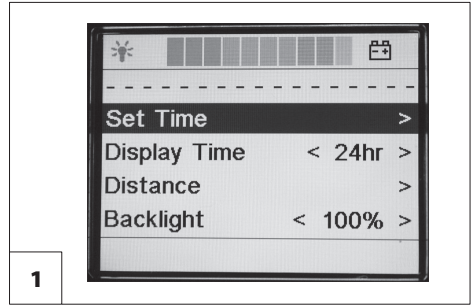 Set Time >
Display Time < 24hr >
Distance >
Backlight < 100% >
1